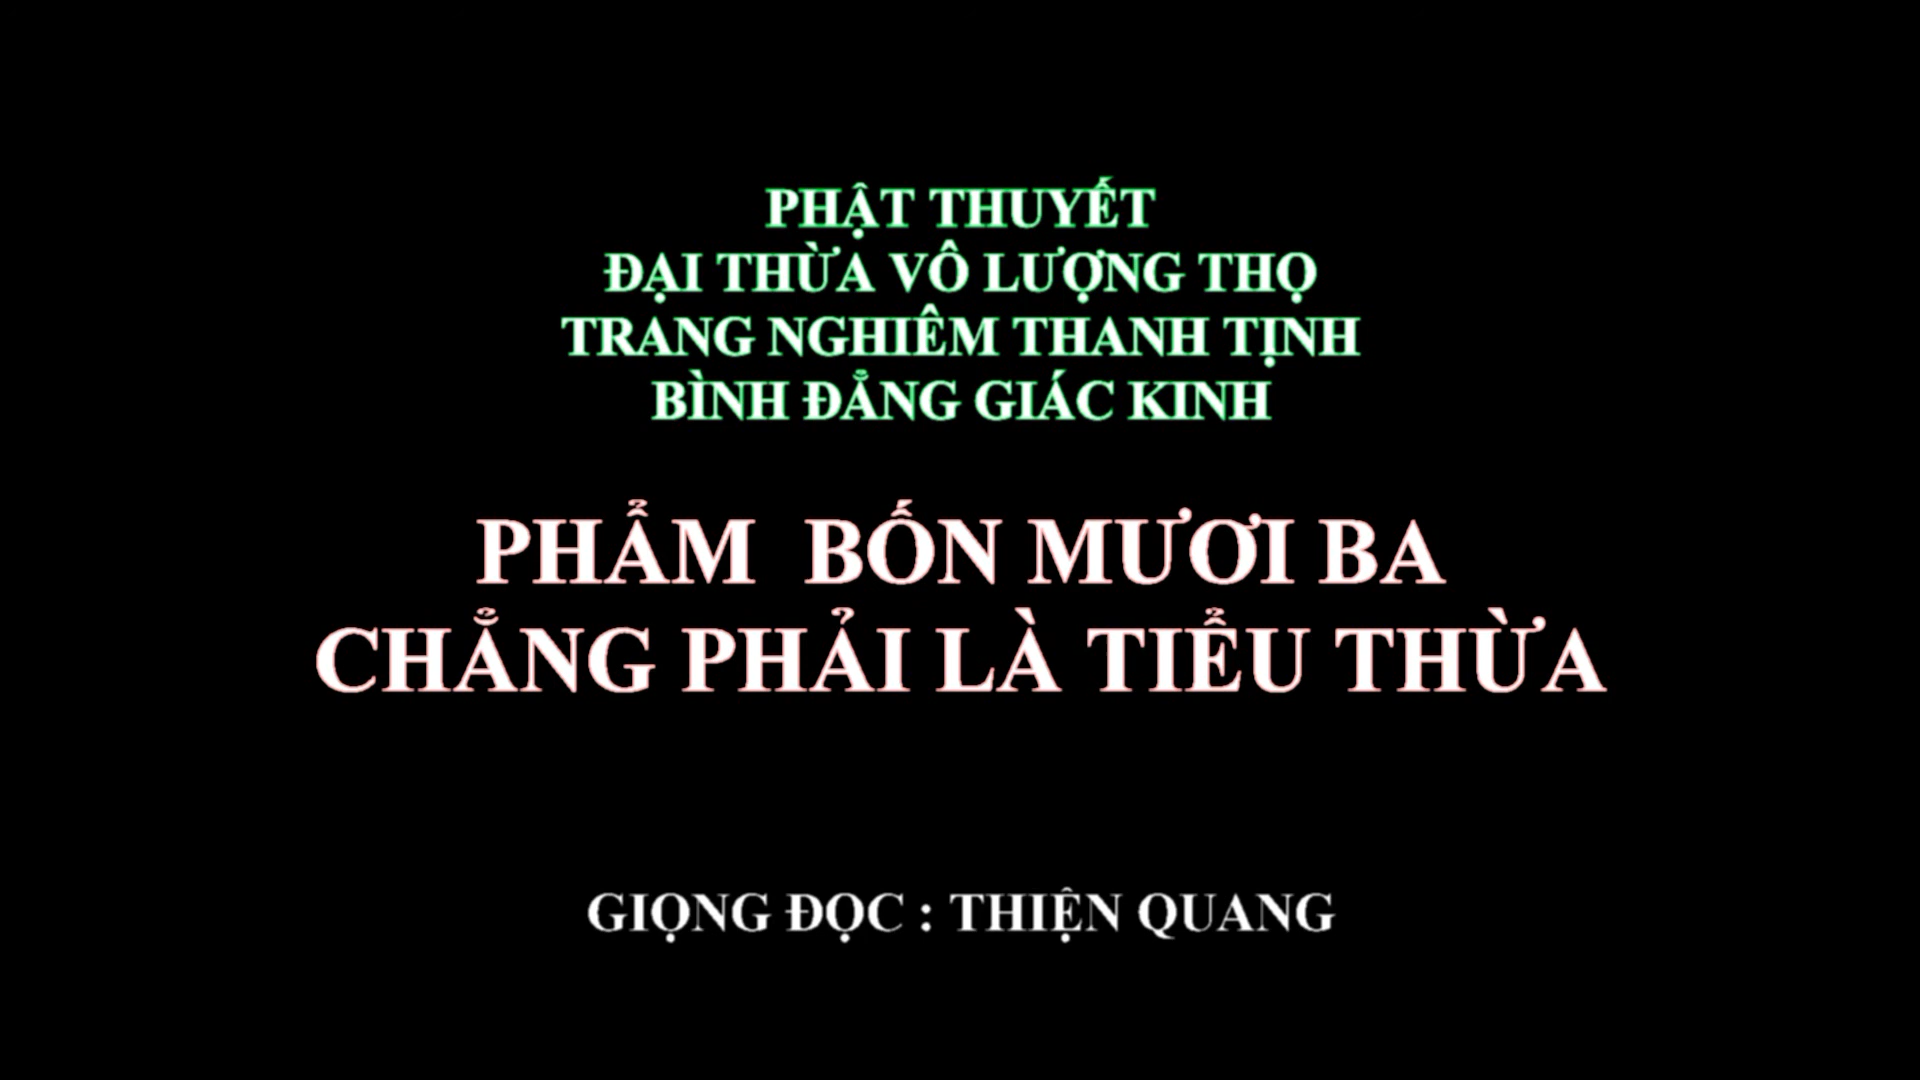 PHẬT THUYẾT
ĐẠI THỪA VÔ LƯỢNG THỌ
TRANG NGHIÊM THANH TỊNH
BÌNH ĐẲNG GIÁC KINH
PHẨM BỐN MƯƠI BA
CHẲNG PHẢI LÀ TIỂU THỪA
GIỌNG ĐỌC : THIỆN QUANG